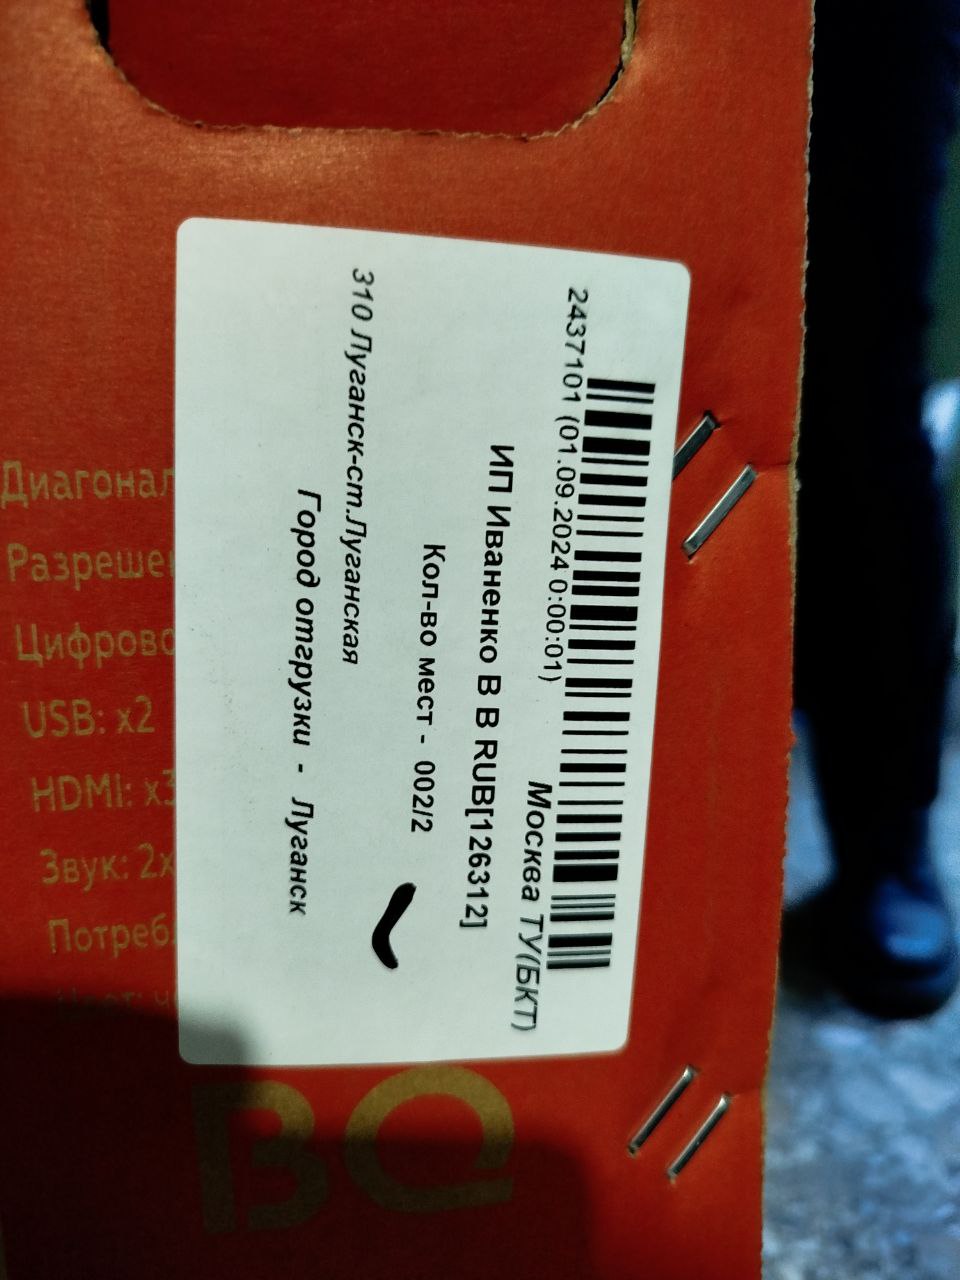 2437101 (01.09.2024 0:00:01)
Москва ТУ(БКТ)
ИП Иваненко В В RUB[126312]
Кол-во мест - 002/2
310 Луганск-ст.Луганская
Город отгрузки - Луганск
Диагонал
Разреше
Цифрово
USB: x2
HDMI: x3
Звук: 2x
Потреб
BQ